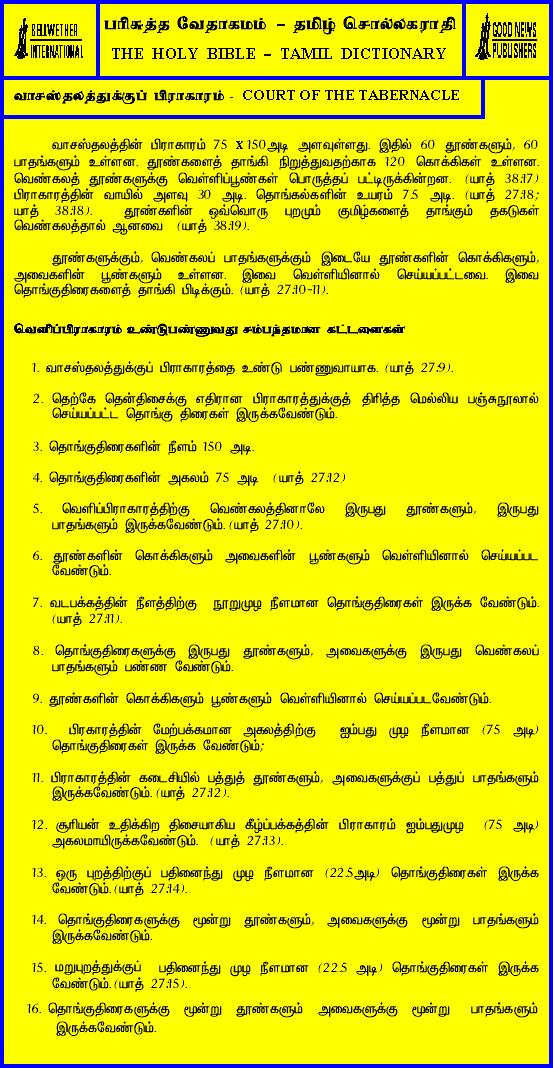 BELLWETHER
INTERNATIONAL
பரிசுத்த வேதாகமம் – தமிழ் சொல்லகராதி
THE HOLY BIBLE – TAMIL DICTIONARY
GOOD NEWS
PUBLISHERS
வாசஸ்தலத்துக்குப் பிராகாரம் - COURT OF THE TABERNACLE
வாசஸ்தலத்தின் பிராகாரம் 75 x 150அடி அளவுள்ளது. இதில் 60 தூண்களும், 60
பாதங்களும் உள்ளன. தூண்களைத் தாங்கி நிறுத்துவதற்காக 120 கொக்கிகள் உள்ளன.
வெண்கலத் தூண்களுக்கு வெள்ளிப்பூண்கள் பொருத்தப் பட்டிருக்கின்றன. (யாத் 38:17)
பிராகாரத்தின் வாயில் அளவு 30 அடி. தொங்கல்களின் உயரம் 7.5 அடி. (யாத் 27:18;
யாத் 38:18). தூண்களின் ஒவ்வொரு புறமும் குமிழ்களைத் தாங்கும் தகடுகள்
வெண்கலத்தால் ஆனவை (யாத் 38:19).
தூண்களுக்கும், வெண்கலப் பாதங்களுக்கும் இடையே தூண்களின் கொக்கிகளும்,
அவைகளின் பூண்களும் உள்ளன. இவை வெள்ளியினால் செய்யப்பட்டவை. இவை
தொங்குதிரைகளைத் தாங்கி பிடிக்கும். (யாத் 27:10-11).
வெளிப்பிராகாரம் உண்டுபண்ணுவது சம்பந்தமான கட்டளைகள்
1. வாசஸ்தலத்துக்குப் பிராகாரத்தை உண்டு பண்ணுவாயாக. (யாத் 27:9).
2. தெற்கே தென்திசைக்கு எதிரான பிராகாரத்துக்குத் திரித்த மெல்லிய பஞ்சுநூலால்
செய்யப்பட்ட தொங்கு திரைகள் இருக்கவேண்டும்.
3. தொங்குதிரைகளின் நீளம் 150 அடி.
4. தொங்குதிரைகளின் அகலம் 75 அடி (யாத் 27:12)
5. வெளிப்பிராகாரத்திற்கு வெண்கலத்தினாலே இருபது தூண்களும், இருபது
பாதங்களும் இருக்கவேண்டும். (யாத் 27:10).
6. தூண்களின் கொக்கிகளும் அவைகளின் பூண்களும் வெள்ளியினால் செய்யப்பட
வேண்டும்.
7. வடபக்கத்தின் நீளத்திற்கு நூறுமுழ நீளமான தொங்குதிரைகள் இருக்க வேண்டும்.
(யாத் 27:11).
8. தொங்குதிரைகளுக்கு இருபது தூண்களும், அவைகளுக்கு இருபது வெண்கலப்
பாதங்களும் பண்ண வேண்டும்.
9. தூண்களின் கொக்கிகளும் பூண்களும் வெள்ளியினால் செய்யப்படவேண்டும்.
10. பிரகாரத்தின் மேற்பக்கமான அகலத்திற்கு ஐம்பது முழ நீளமான (75 அடி)
தொங்குதிரைகள் இருக்க வேண்டும்;
11. பிராகாரத்தின் கடைசியில் பத்துத் தூண்களும், அவைகளுக்குப் பத்துப் பாதங்களும்
இருக்கவேண்டும். (யாத் 27:12).
12. சூரியன் உதிக்கிற திசையாகிய கீழ்ப்பக்கத்தின் பிராகாரம் ஐம்பதுமுழ (75 அடி)
அகலமாயிருக்கவேண்டும். (யாத் 27:13).
13. ஒரு புறத்திற்குப் பதினைந்து முழ நீளமான (22.5அடி) தொங்குதிரைகள் இருக்க
வேண்டும். (யாத் 27:14).
14. தொங்குதிரைகளுக்கு மூன்று தூண்களும், அவைகளுக்கு மூன்று பாதங்களும்
இருக்கவேண்டும்.
15. மறுபுறத்துக்குப் பதினைந்து முழ நீளமான (22.5 அடி) தொங்குதிரைகள் இருக்க
வேண்டும். (யாத் 27:15).
16. தொங்குதிரைகளுக்கு மூன்று தூண்களும் அவைகளுக்கு மூன்று பாதங்களும்
இருக்கவேண்டும்.